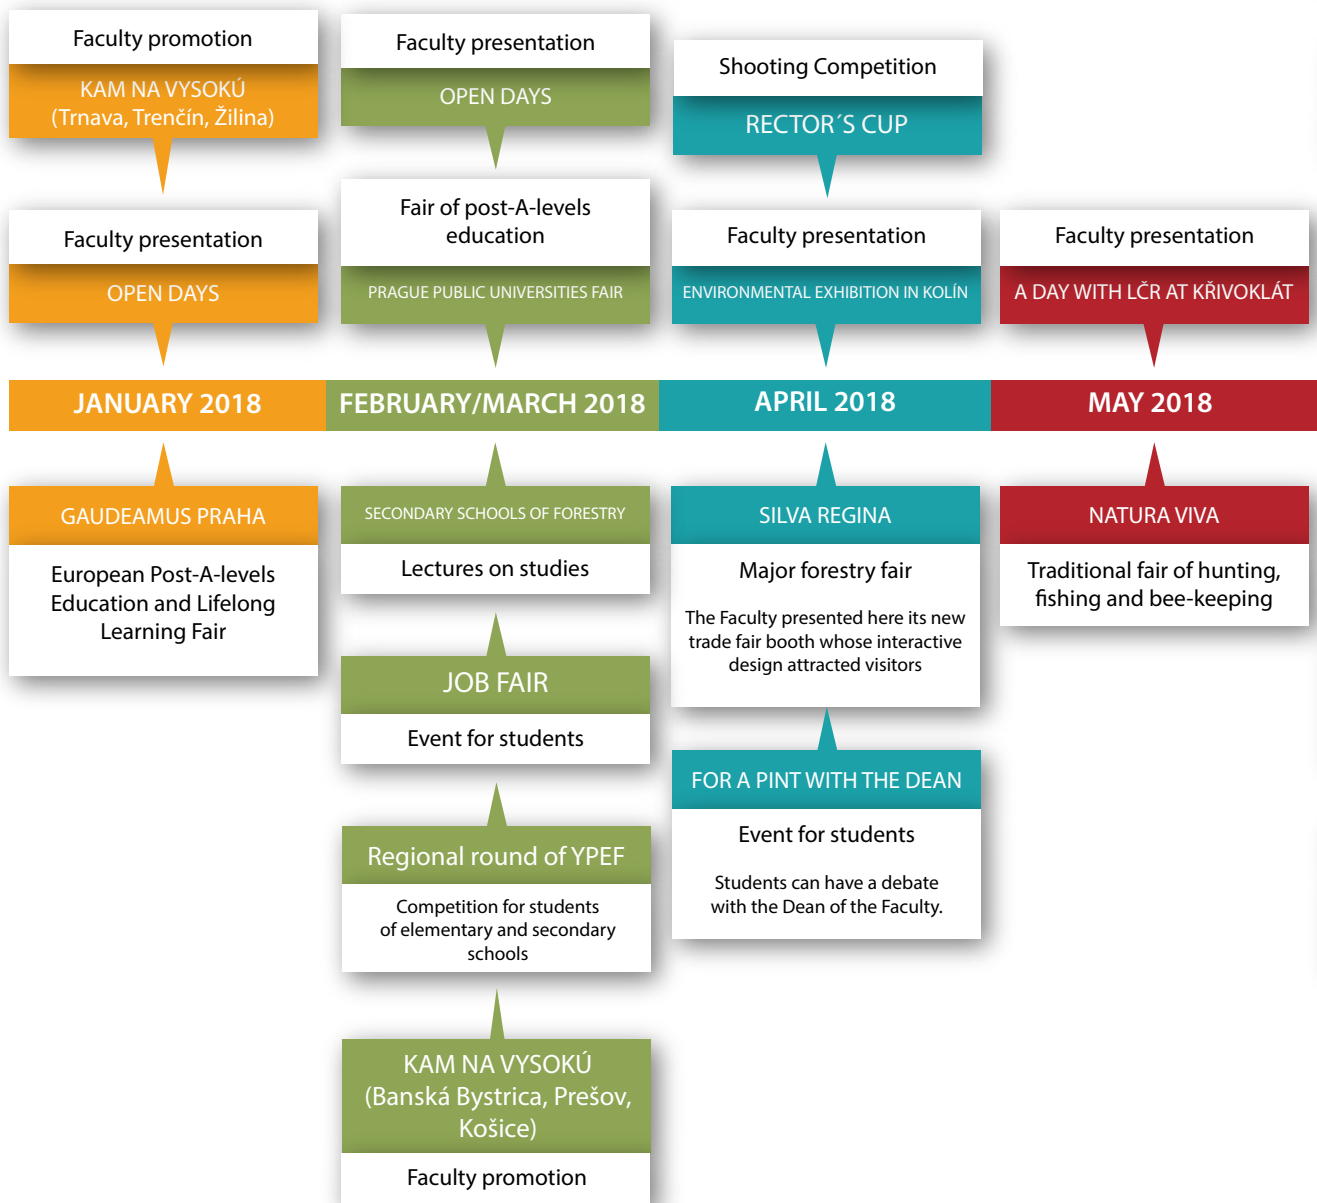 Faculty promotion
KAM NA VYSOKÚ
(Trnava, Trenčín, Žilina)
Faculty presentation
OPEN DAYS
Faculty presentation
OPEN DAYS
Fair of post-A-levels
education
PRAGUE PUBLIC UNIVERSITIES FAIR
Shooting Competition
RECTOR´S CUP
Faculty presentation
ENVIRONMENTAL EXHIBITION IN KOLÍN
Faculty presentation
A DAY WITH LČR AT KŘIVOKLÁT
JANUARY 2018
FEBRUARY/MARCH 2018
APRIL 2018
MAY 2018
GAUDEAMUS PRAHA
European Post-A-levels
Education and Lifelong
Learning Fair
SECONDARY SCHOOLS OF FORESTRY
Lectures on studies
JOB FAIR
Event for students
Regional round of YPEF
Competition for students
of elementary and secondary
schools
KAM NA VYSOKÚ
(Banská Bystrica, Prešov,
Košice)
Faculty promotion
SILVA REGINA
Major forestry fair
The Faculty presented here its new
trade fair booth whose interactive
design attracted visitors
FOR A PINT WITH THE DEAN
Event for students
Students can have a debate
with the Dean of the Faculty.
NATURA VIVA
Traditional fair of hunting,
fishing and bee-keeping